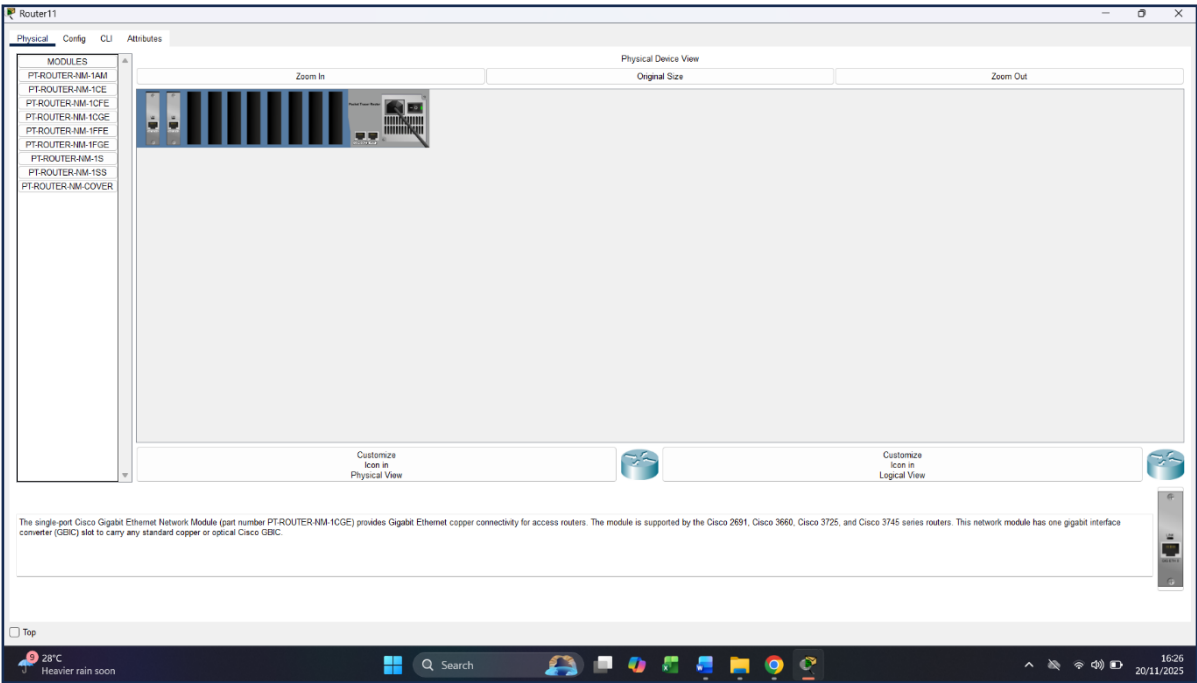 Router11
Physical Config CLI Attributes
MODULES
PT-ROUTER-NM-1AM
PT-ROUTER-NM-1CE
PT-ROUTER-NM-1CFE
PT-ROUTER-NM-1CGE
PT-ROUTER-NM-1FFE
PT-ROUTER-NM-1FGE
PT-ROUTER-NM-1S
PT-ROUTER-NM-1SS
PT-ROUTER-NM-COVER
Physical Device View
Zoom In Original Size Zoom Out
Customize
Icon in
Physical View
Customize
Icon in
Logical View
The single-port Cisco Gigabit Ethernet Network Module (part number PT-ROUTER-NM-1CGE) provides Gigabit Ethernet copper connectivity for access routers. The module is supported by the Cisco 2691, Cisco 3660, Cisco 3725, and Cisco 3745 series routers. This network module has one gigabit interface
converter (GBIC) slot to carry any standard copper or optical Cisco GBIC.
Top
9
28°C
Heavier rain soon
Search
16:26
20/11/2025